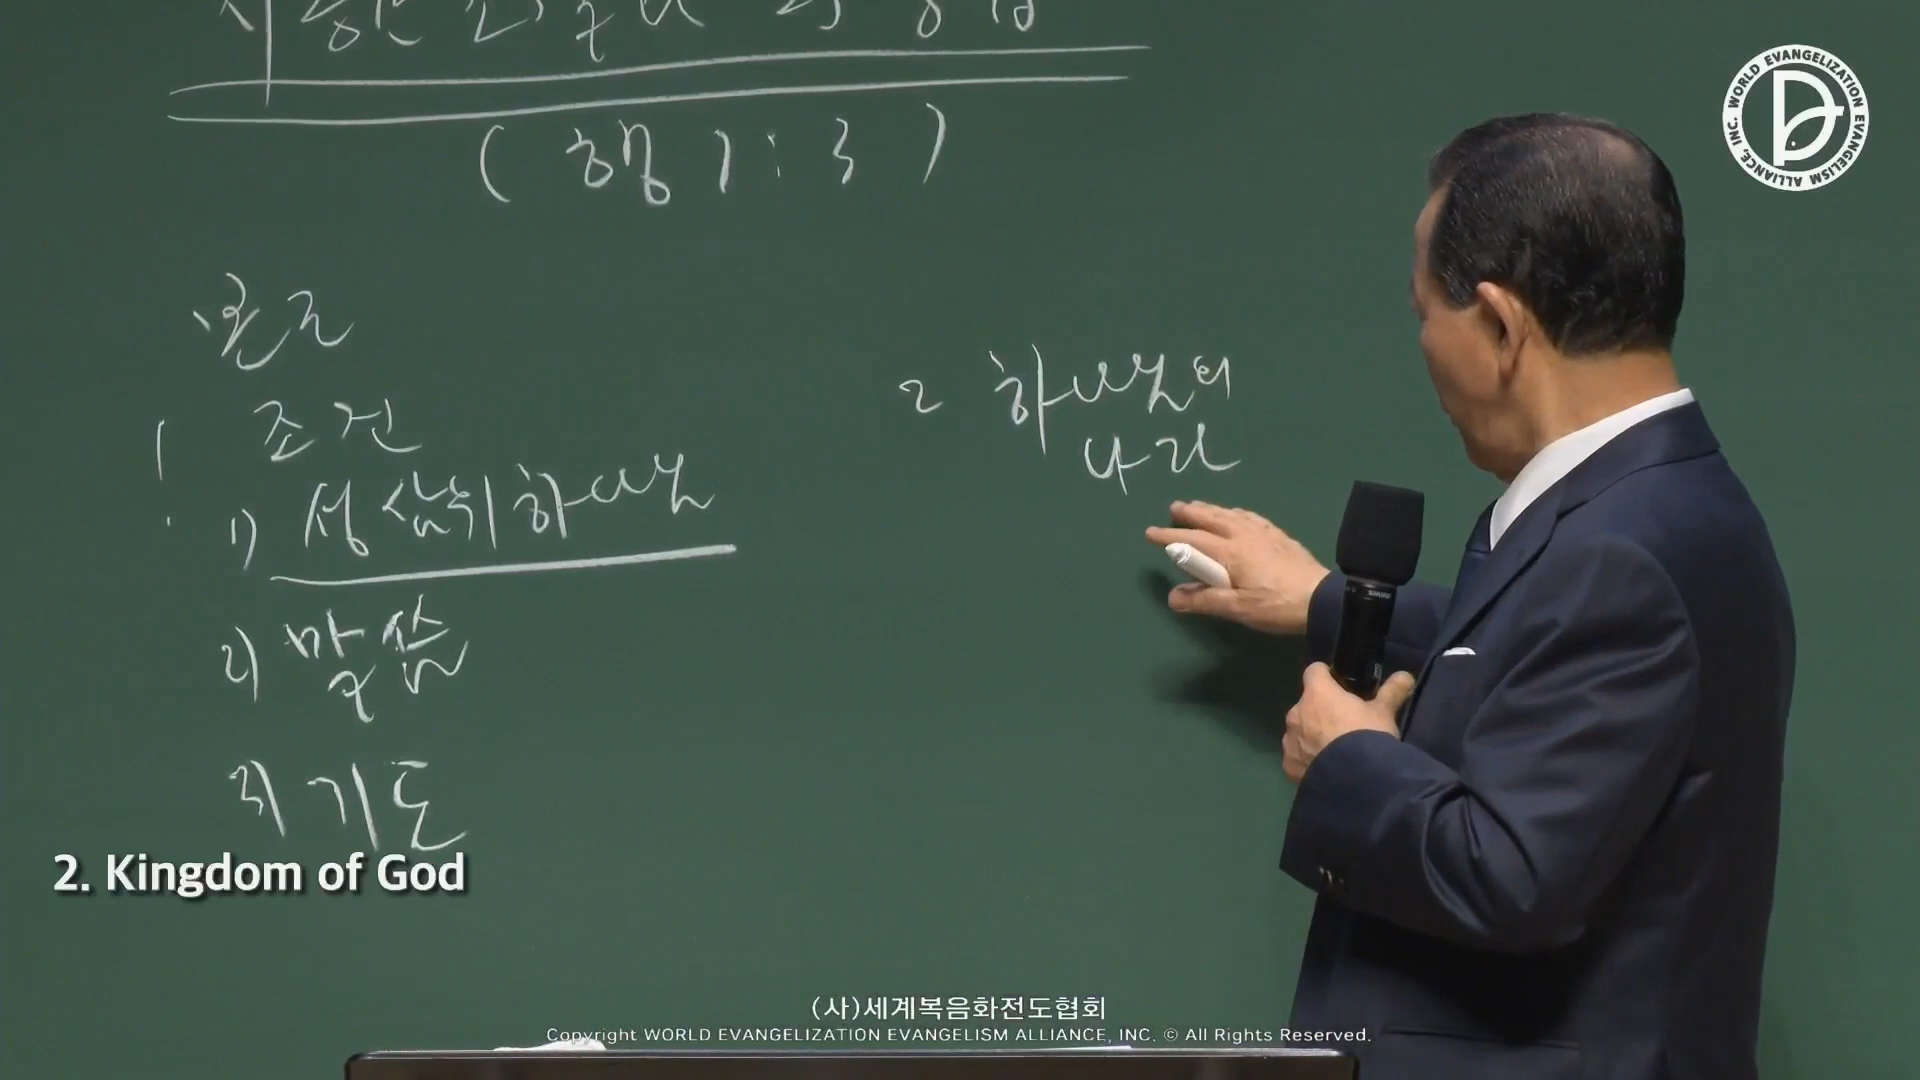 (행 1:3)
본론
1 조건
1) 성삼위 하나님
2) 말씀
3) 기도
2 하나님의
나라
2. Kingdom of God
(사)세계복음화전도협회
Copyright WORLD EVANGELIZATION EVANGELISM ALLIANCE, INC. © All Rights Reserved.
WORLD EVANGELIZATION EVANGELISM ALLIANCE, INC.